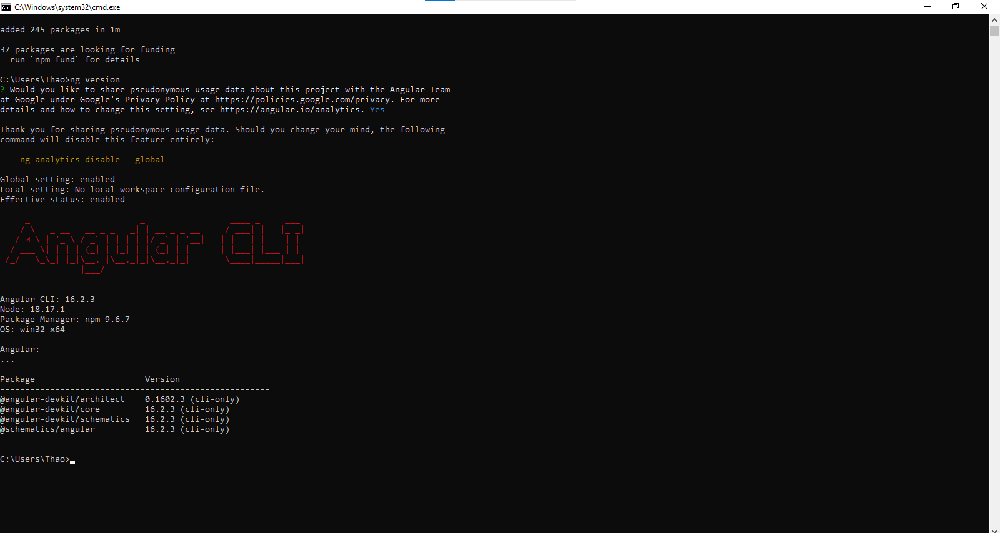 C:\Windows\system32\cmd.exe
added 245 packages in 1m
37 packages are looking for funding
  run `npm fund` for details
C:\Users\Thao>ng version
? Would you like to share pseudonymous usage data about this project with the Angular Team
at Google under Google's Privacy Policy at https://policies.google.com/privacy. For more
details and how to change this setting, see https://angular.io/analytics. Yes
Thank you for sharing pseudonymous usage data. Should you change your mind, the following
command will disable this feature entirely:
    ng analytics disable --global
Global setting: enabled
Local setting: No local workspace configuration file.
Effective status: enabled
Angular CLI
Angular CLI: 16.2.3
Node: 18.17.1
Package Manager: npm 9.6.7
OS: win32 x64
Angular:
...
Package                      Version
------------------------------------------------------
@angular-devkit/architect    0.1602.3 (cli-only)
@angular-devkit/core         16.2.3 (cli-only)
@angular-devkit/schematics   16.2.3 (cli-only)
@schematics/angular          16.2.3 (cli-only)
C:\Users\Thao>